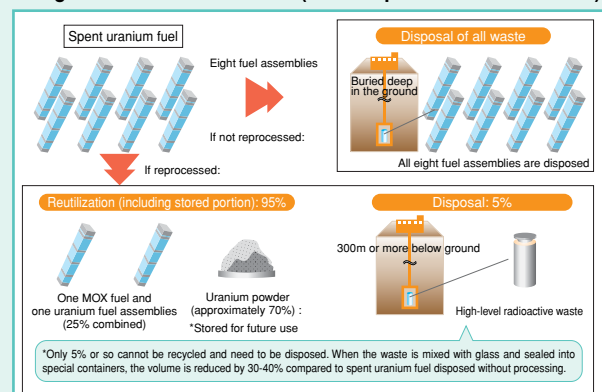 Spent uranium fuel
Eight fuel assemblies
If not reprocessed:
Disposal of all waste
Buried deep
in the ground
All eight fuel assemblies are disposed
If reprocessed:
Reutilization (including stored portion): 95%
One MOX fuel and
one uranium fuel assemblies
(25% combined)
Uranium powder
(approximately 70%) :
*Stored for future use
Disposal: 5%
300m or more below ground
High-level radioactive waste
*Only 5% or so cannot be recycled and need to be disposed. When the waste is mixed with glass and sealed into
special containers, the volume is reduced by 30-40% compared to spent uranium fuel disposed without processing.